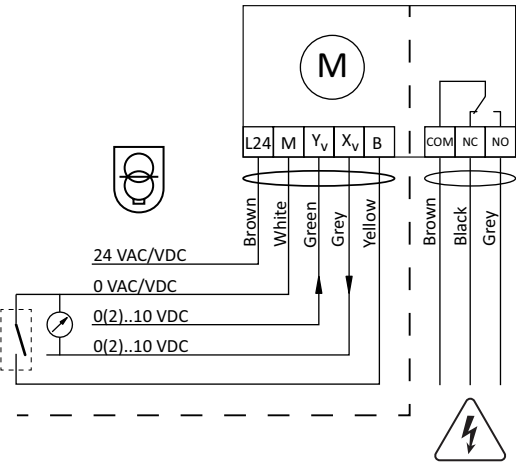 M
L24 M Yv Xv B COM NC NO
Brown White Green Grey Yellow Brown Black Grey
24 VAC/VDC
0 VAC/VDC
0(2)..10 VDC
0(2)..10 VDC